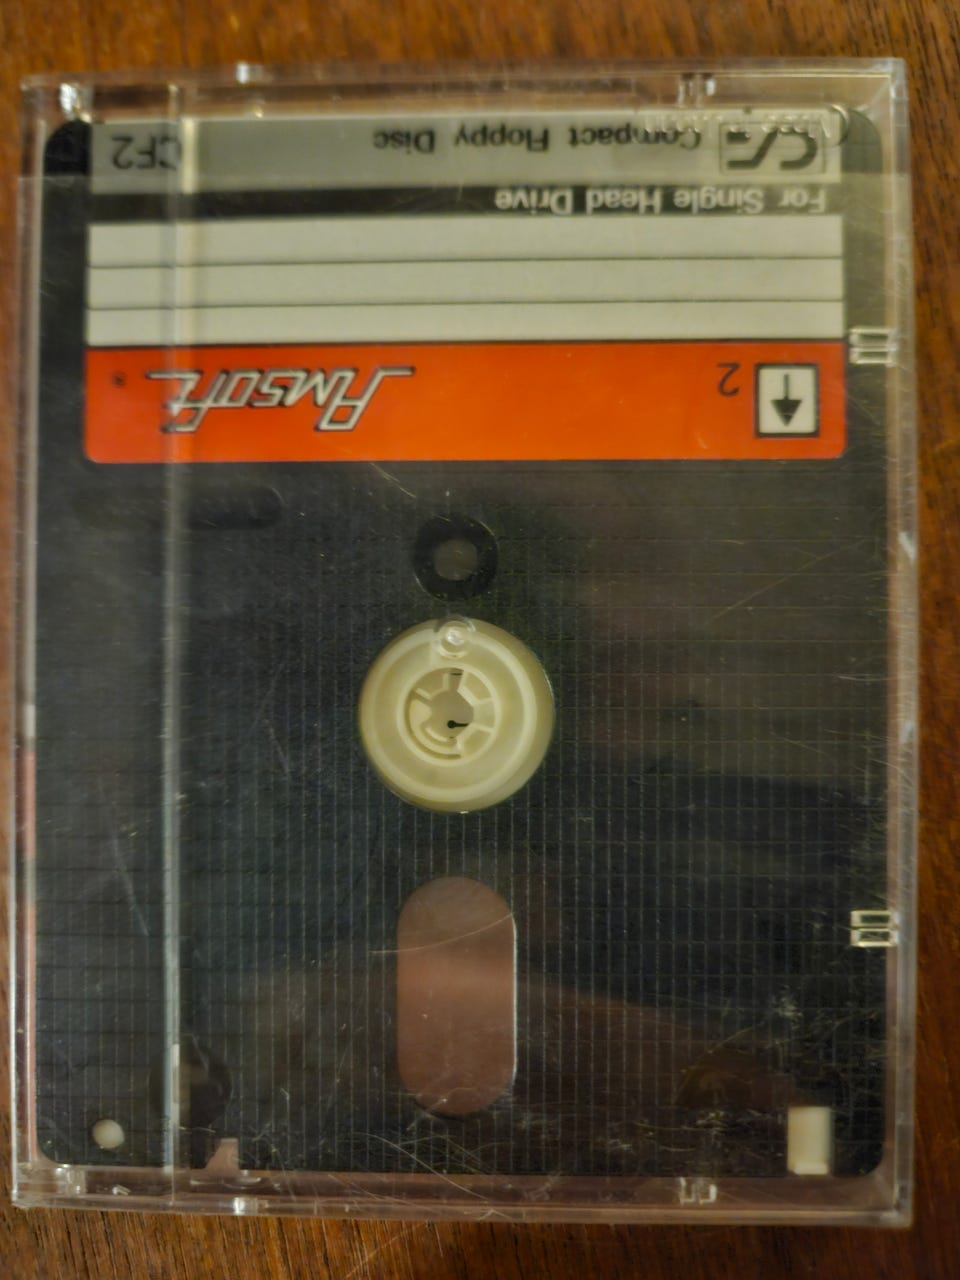 CF Compact Floppy Disc CF2
For Single Head Drive
2 Amsoft ®